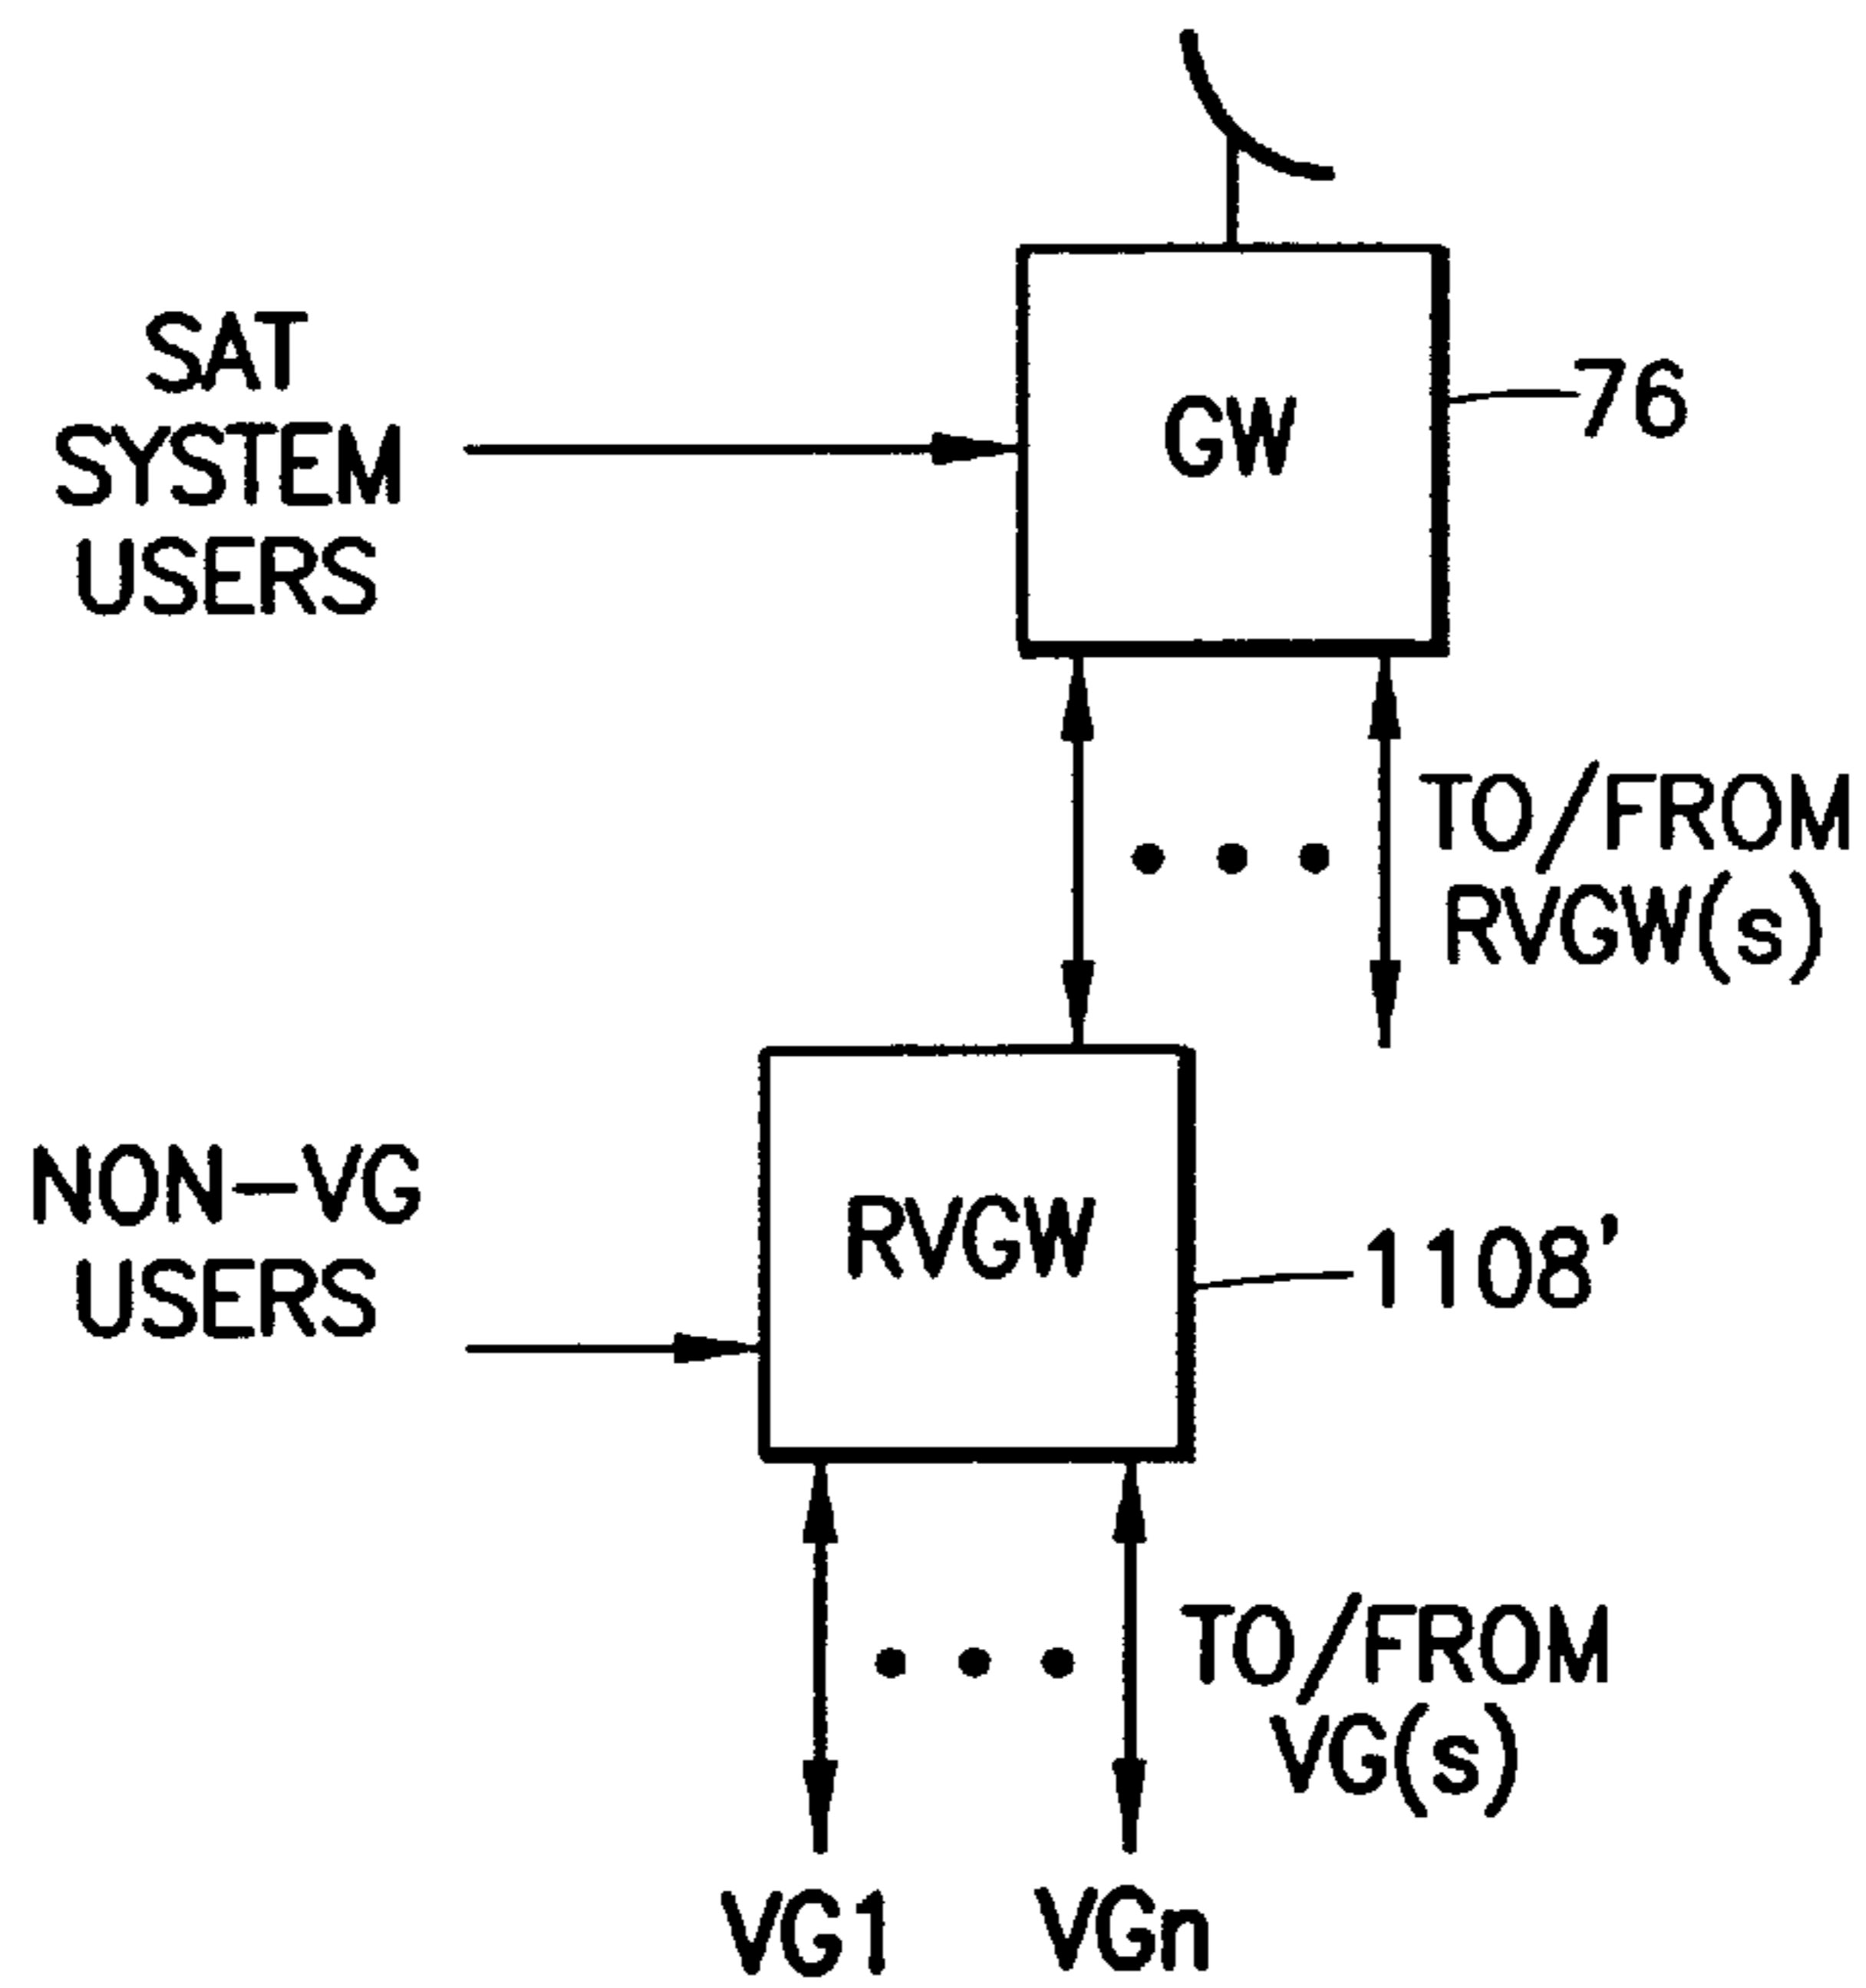 SAT
SYSTEM
USERS
GW
76
TO/FROM
RVGW(s)
NON-VG
USERS
RVGW
1108'
TO/FROM
VG(s)
VG1
VGn